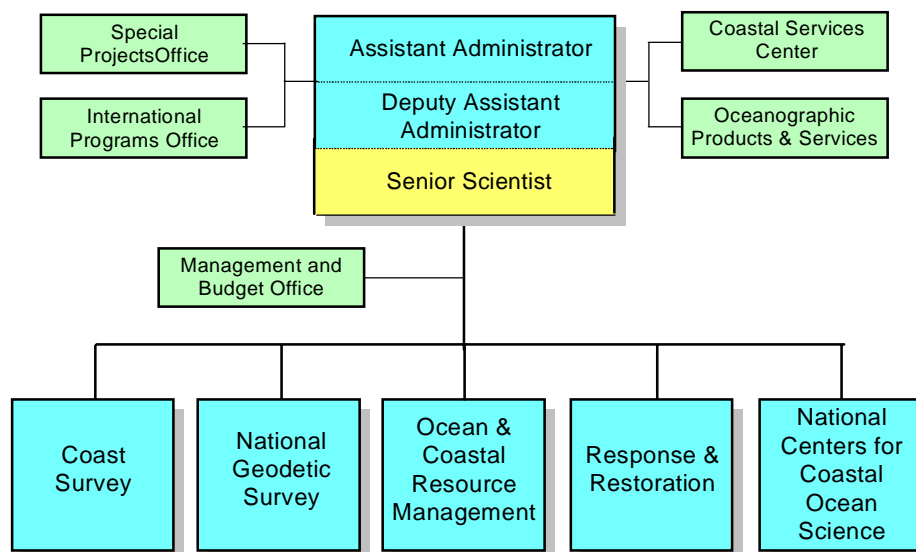 Special
ProjectsOffice
International
Programs Office
Assistant Administrator
Deputy Assistant
Administrator
Senior Scientist
Coastal Services
Center
Oceanographic
Products & Services
Management and
Budget Office
Coast
Survey
National
Geodetic
Survey
Ocean &
Coastal
Resource
Management
Response &
Restoration
National
Centers for
Coastal
Ocean
Science